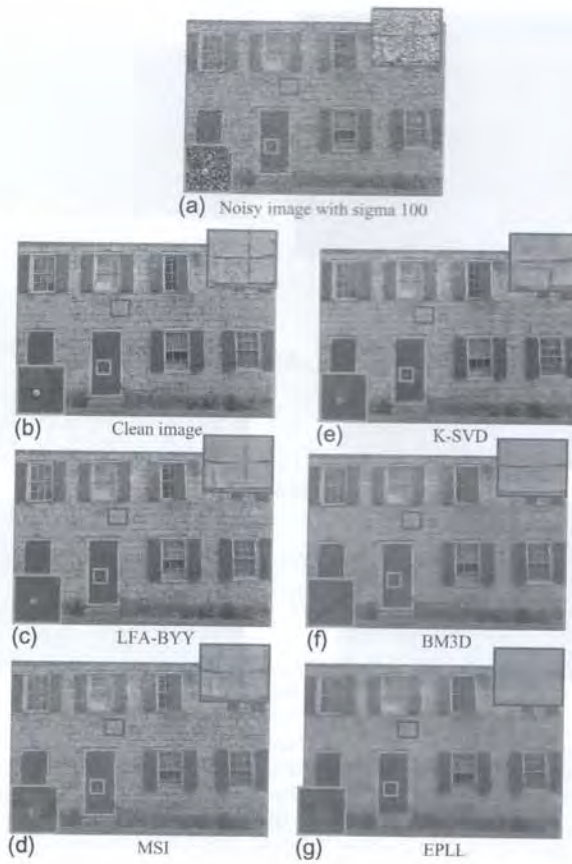 (a) Noisy image with sigma 100
(b) Clean image
(e) K-SVD
(c) LFA-BYY
(f) BM3D
(d) MSI
(g) EPLL